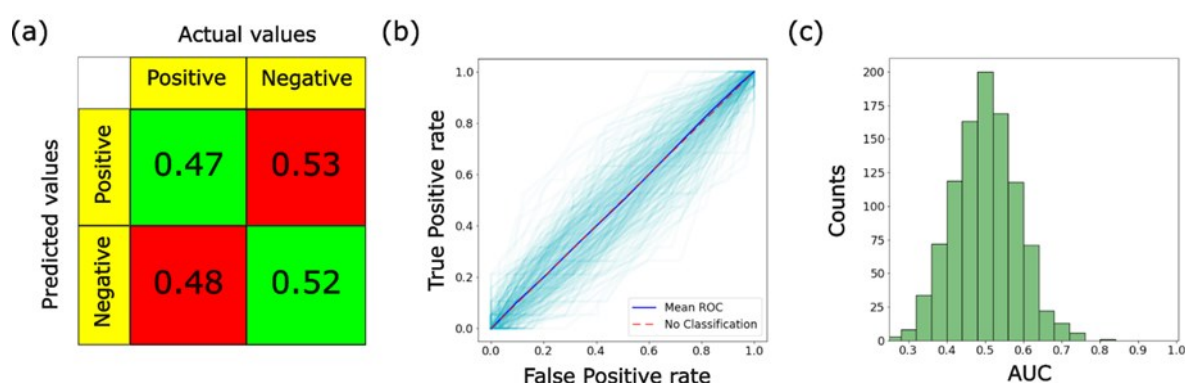 (a)
Actual values
Positive Negative
Predicted values
Positive
0.47 0.53
Negative
0.48 0.52
(b)
True Positive rate
1.0
0.8
0.6
0.4
0.2
0.0
Mean ROC
No Classification
0.0 0.2 0.4 0.6 0.8 1.0
False Positive rate
(c)
Counts
200
175
150
125
100
75
50
25
0
0.3 0.4 0.5 0.6 0.7 0.8 0.9 1.0
AUC